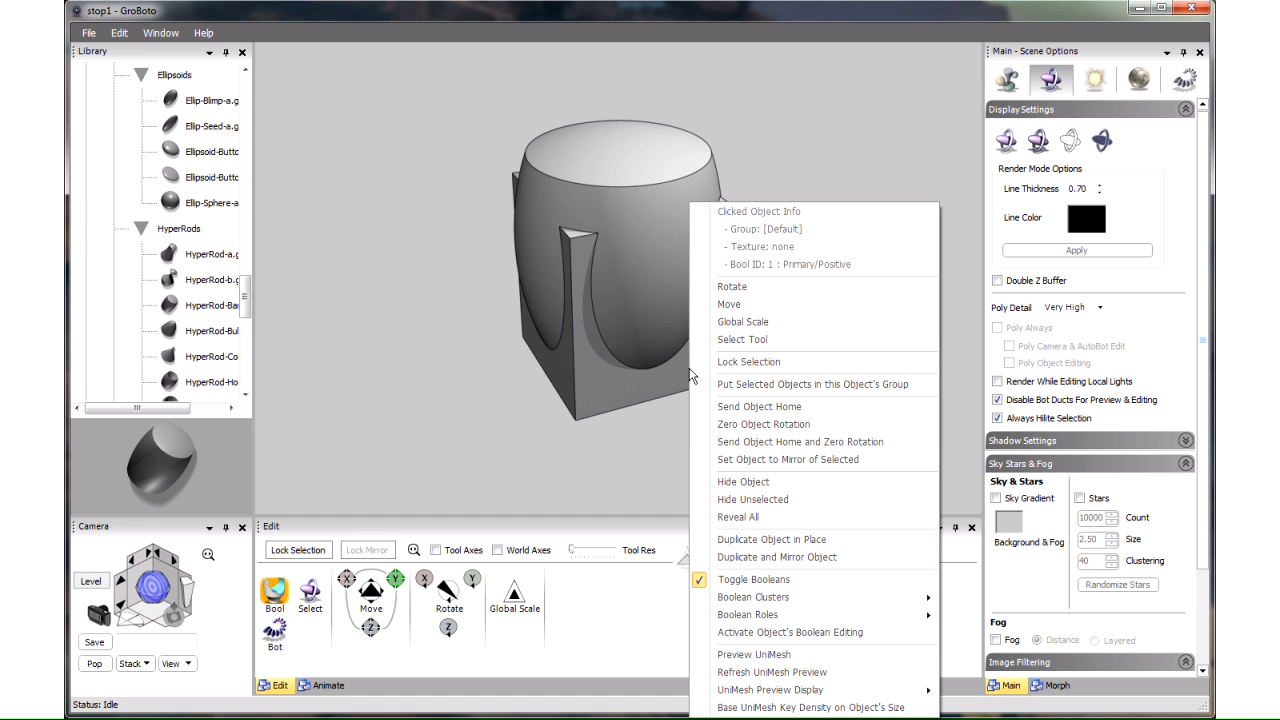 stop1 - GroBoto
File Edit Window Help
Library
Ellipsoids
Ellip-Blimp-a.g
Ellip-Seed-a.g
Ellipsoid-Butto
Ellipsoid-Butto
Ellip-Sphere-a
HyperRods
HyperRod-a.g
HyperRod-b.g
HyperRod-Bar
HyperRod-Bul
HyperRod-Co
HyperRod-Ho
Camera
Level
Save
Pop Stack View
Status: Idle
Edit
Lock Selection Lock Mirror Tool Axes World Axes Tool Res
Bool Select Move Rotate Global Scale
Bot
X Y Z
X Y Z
Edit Animate
Clicked Object Info
- Group: [Default]
- Texture: none
- Bool ID: 1 : Primary/Positive
Rotate
Move
Global Scale
Select Tool
Lock Selection
Put Selected Objects in this Object's Group
Send Object Home
Zero Object Rotation
Send Object Home and Zero Rotation
Set Object to Mirror of Selected
Hide Object
Hide Unselected
Reveal All
Duplicate Object in Place
Duplicate and Mirror Object
Toggle Booleans
Boolean Clusters
Boolean Roles
Activate Object's Boolean Editing
Preview UniMesh
Refresh UniMesh Preview
UniMesh Preview Display
Base UniMesh Key Density on Object's Size
Main - Scene Options
Display Settings
Render Mode Options
Line Thickness 0.70
Line Color
Apply
Double Z Buffer
Poly Detail Very High
Poly Always
Poly Camera & AutoBot Edit
Poly Object Editing
Render While Editing Local Lights
Disable Bot Ducts For Preview & Editing
Always Hilite Selection
Shadow Settings
Sky Stars & Fog
Sky & Stars
Sky Gradient Stars
10000 Count
2.50 Size
Background & Fog
40 Clustering
Randomize Stars
Fog
Fog Distance Layered
Image Filtering
Main Morph